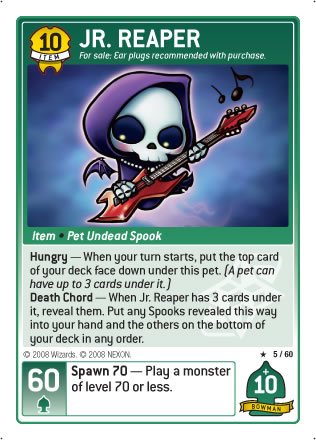 10
ITEM
JR. REAPER
For sale: Ear plugs recommended with purchase.
Item • Pet Undead Spook
Hungry — When your turn starts, put the top card
of your deck face down under this pet. (A pet can
have up to 3 cards under it.)
Death Chord — When Jr. Reaper has 3 cards under
it, reveal them. Put any Spooks revealed this way
into your hand and the others on the bottom of
your deck in any order.
© 2008 Wizards. © 2008 NEXON. ★ 5 / 60
60
Spawn 70 — Play a monster
of level 70 or less.
+
10
BOWMAN